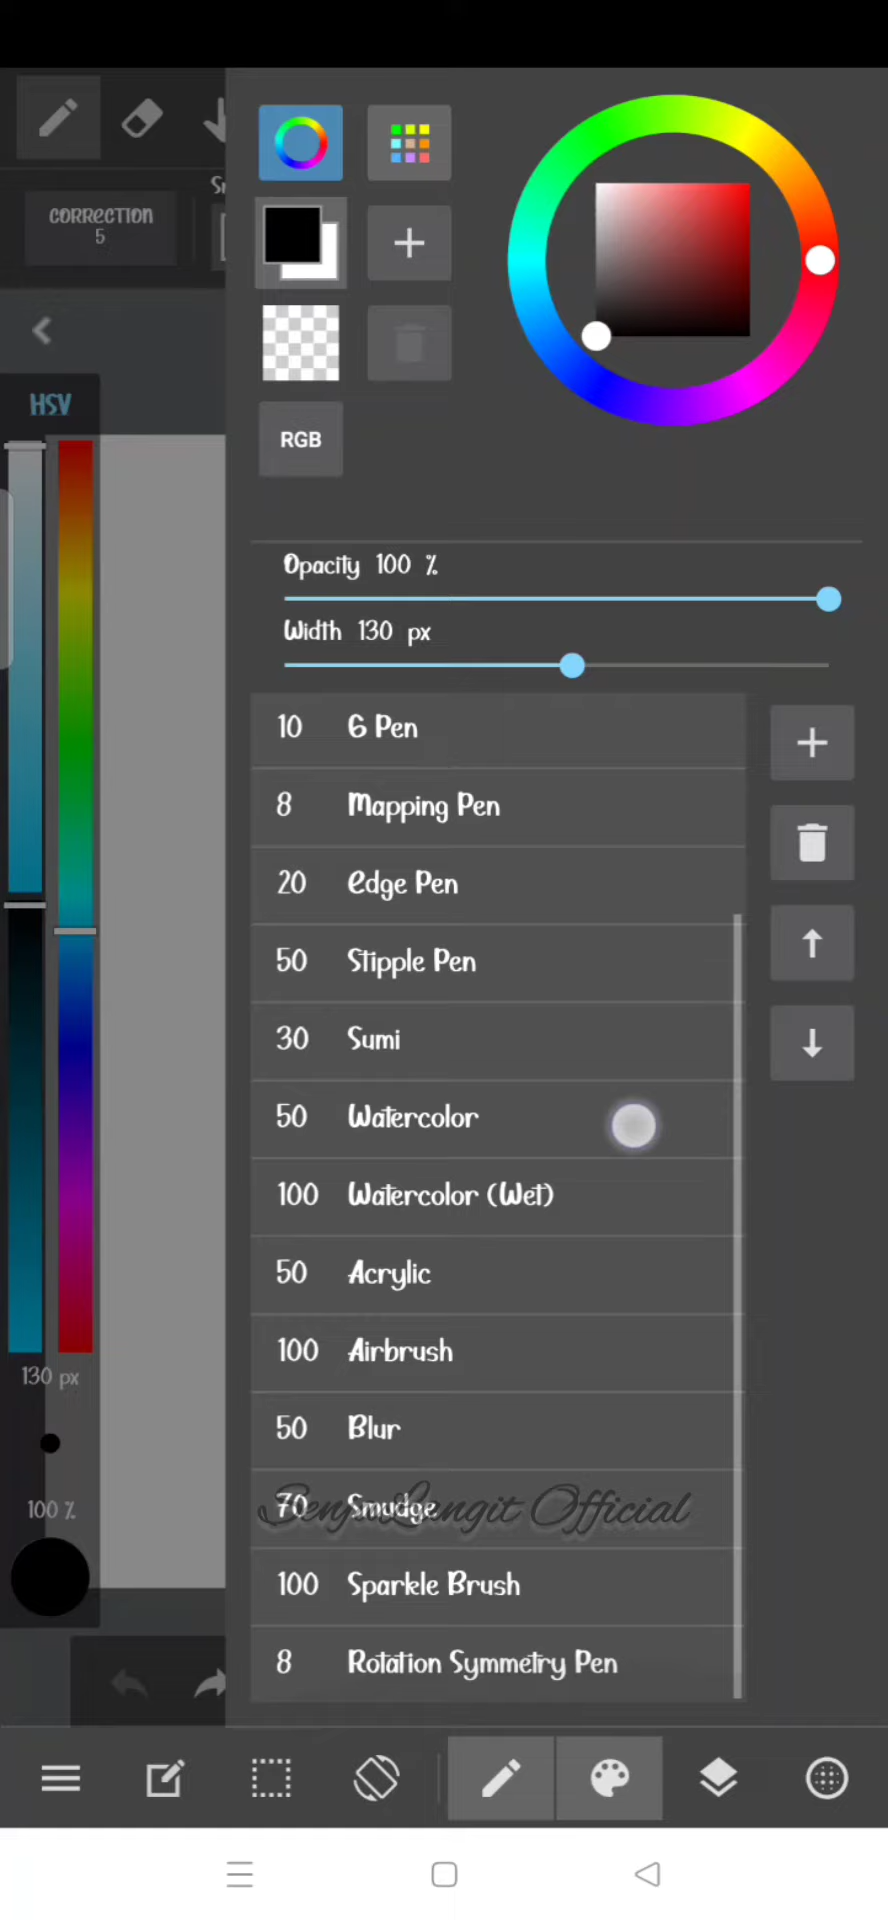 Sn
CORRECTION
5
HSV
RGB
Opacity 100 %
Width 130 px
10 G Pen
8 Mapping Pen
20 Edge Pen
50 Stipple Pen
30 Sumi
50 Watercolor
100 Watercolor (Wet)
50 Acrylic
100 Airbrush
50 Blur
70 Smudge
100 Sparkle Brush
8 Rotation Symmetry Pen
130 px
100 %